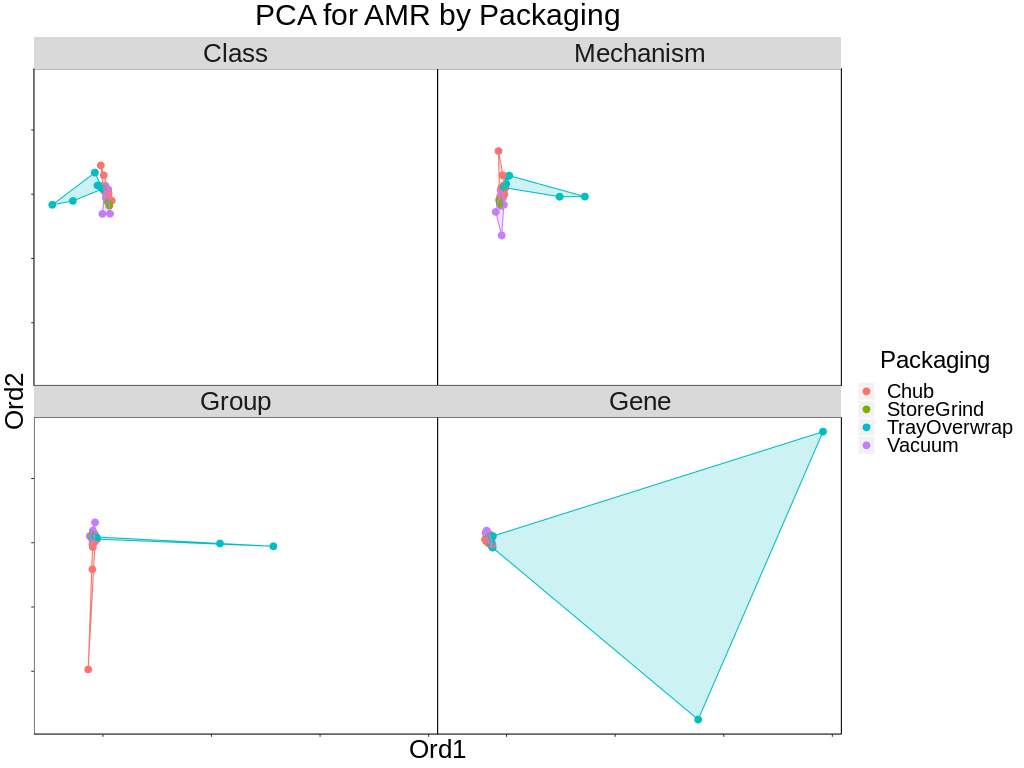 PCA for AMR by Packaging
Class
Mechanism
Group
Gene
Ord2
Ord1
Packaging
Chub
StoreGrind
TrayOverwrap
Vacuum